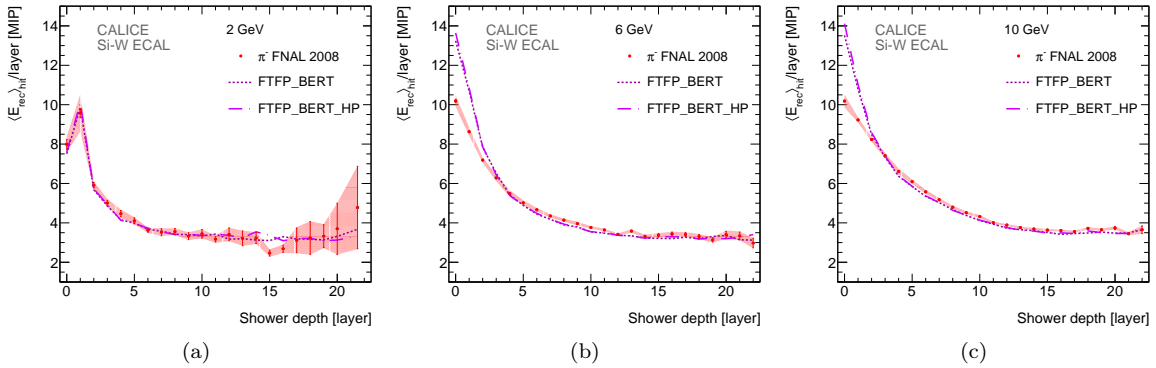 ⟨E_rec⟩_hit/layer [MIP]
14
12
10
8
6
4
2
CALICE
Si-W ECAL
2 GeV
π⁻ FNAL 2008
FTFP_BERT
FTFP_BERT_HP
0 5 10 15 20
Shower depth [layer]
(a)
⟨E_rec⟩_hit/layer [MIP]
14
12
10
8
6
4
2
CALICE
Si-W ECAL
6 GeV
π⁻ FNAL 2008
FTFP_BERT
FTFP_BERT_HP
0 5 10 15 20
Shower depth [layer]
(b)
⟨E_rec⟩_hit/layer [MIP]
14
12
10
8
6
4
2
CALICE
Si-W ECAL
10 GeV
π⁻ FNAL 2008
FTFP_BERT
FTFP_BERT_HP
0 5 10 15 20
Shower depth [layer]
(c)